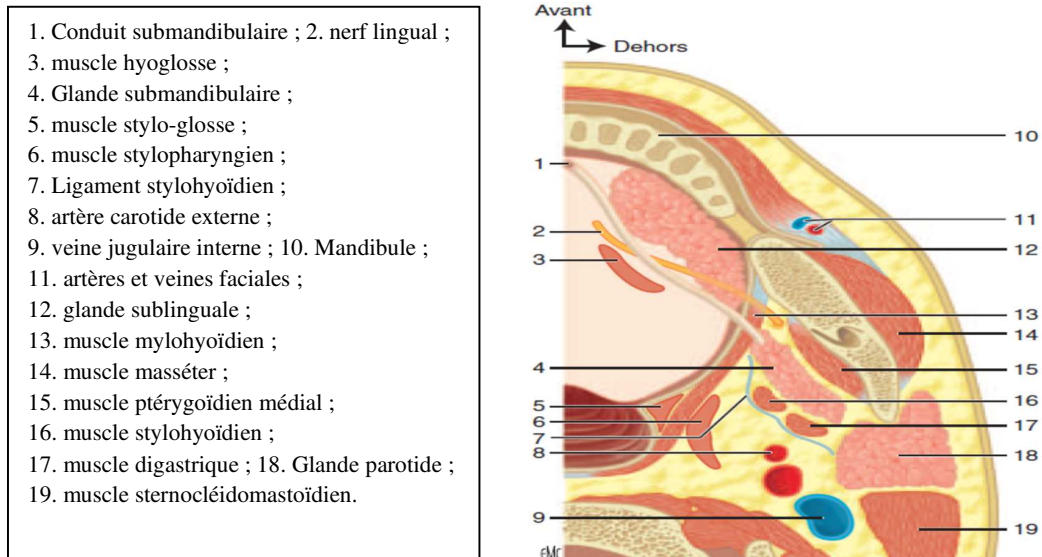 1. Conduit submandibulaire ; 2. nerf lingual ;
3. muscle hyoglosse ;
4. Glande submandibulaire ;
5. muscle stylo-glosse ;
6. muscle stylopharyngien ;
7. Ligament stylohyoïdien ;
8. artère carotide externe ;
9. veine jugulaire interne ; 10. Mandibule ;
11. artères et veines faciales ;
12. glande sublinguale ;
13. muscle mylohyoïdien ;
14. muscle masséter ;
15. muscle ptérygoïdien médial ;
16. muscle stylohyoïdien ;
17. muscle digastrique ; 18. Glande parotide ;
19. muscle sternocléidomastoïdien.
Avant
Dehors
10
1
11
2
12
3
13
14
4
15
5
16
6
17
7
8
18
9
19
EMC